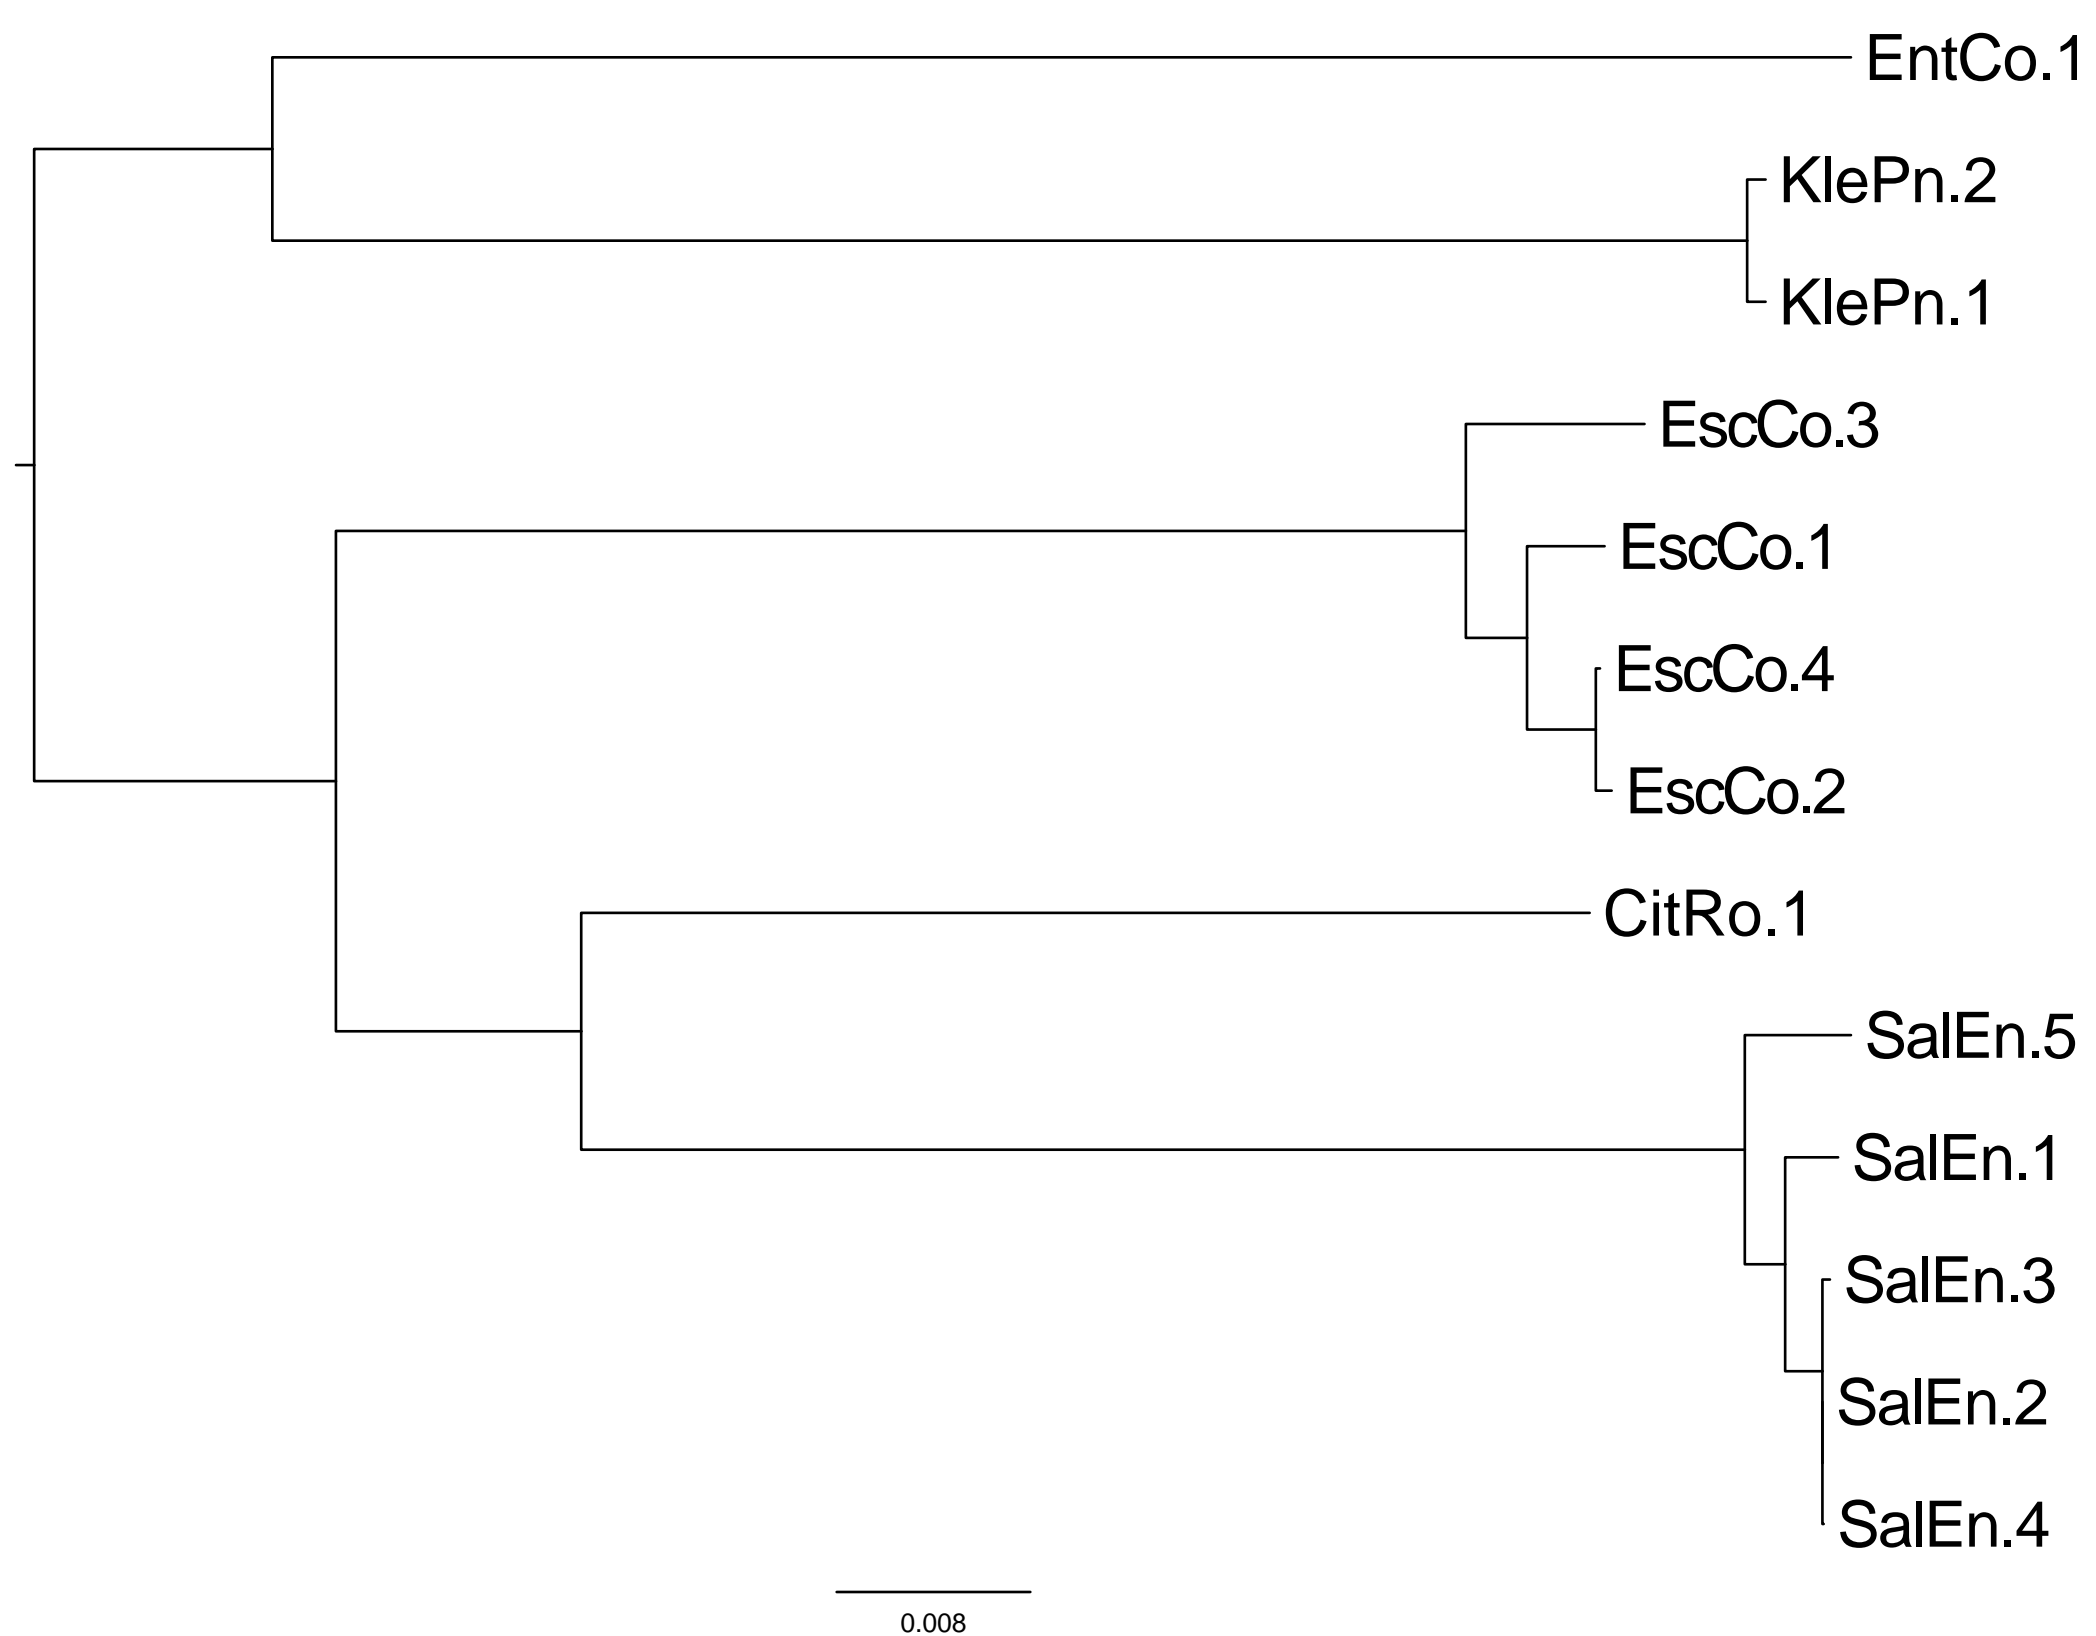 EntCo.1
KlePn.2
KlePn.1
EscCo.3
EscCo.1
EscCo.4
EscCo.2
CitRo.1
SalEn.5
SalEn.1
SalEn.3
SalEn.2
SalEn.4
0.008